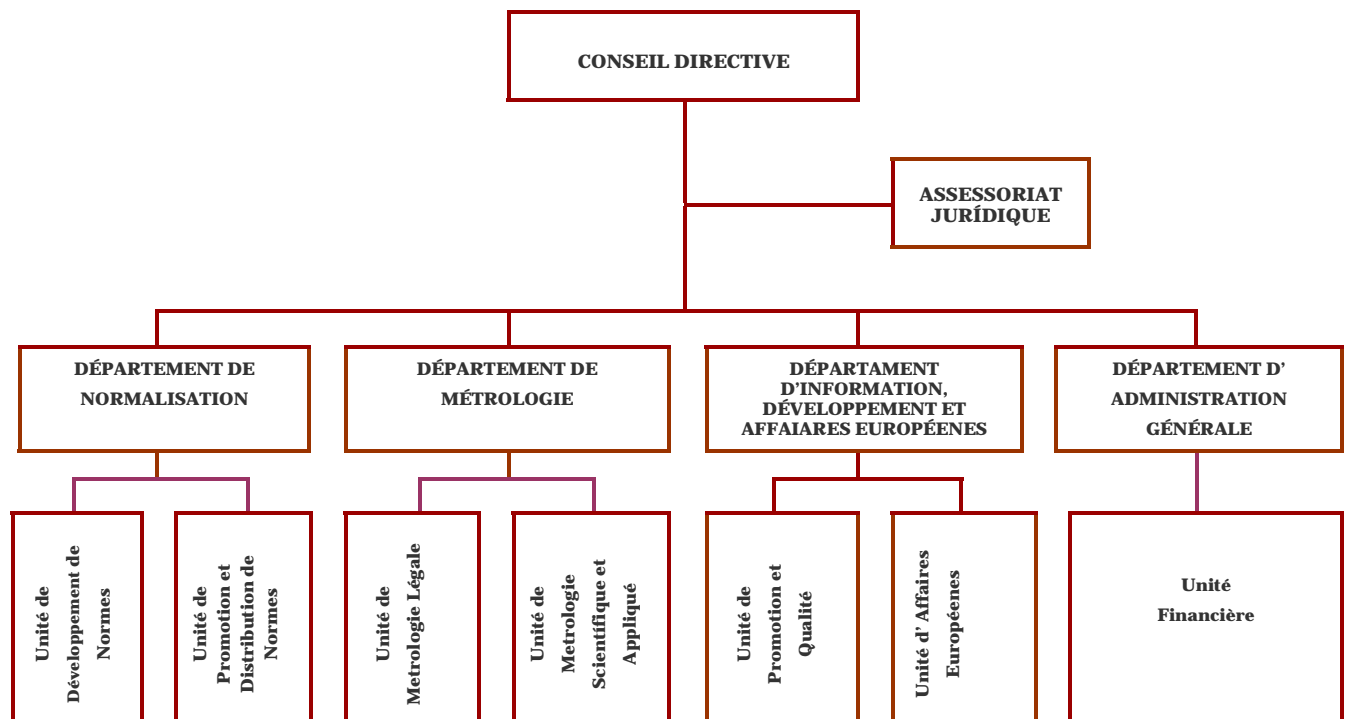 CONSEIL DIRECTIVE
ASSESSORIAT
JURÍDIQUE
DÉPARTEMENT DE
NORMALISATION
DÉPARTEMENT DE
MÉTROLOGIE
DÉPARTAMENT
D'INFORMATION,
DÉVELOPPEMENT ET
AFFAIARES EUROPÉENES
DÉPARTEMENT D'
ADMINISTRATION
GÉNÉRALE
Unité de
Développement de
Normes
Unité de
Promotion et
Distribution de
Normes
Unité de
Metrologie Légale
Unité de
Metrologie
Scientífique et
Appliqué
Unité de
Promotion et
Qualité
Unité d' Affaires
Européenes
Unité
Financière